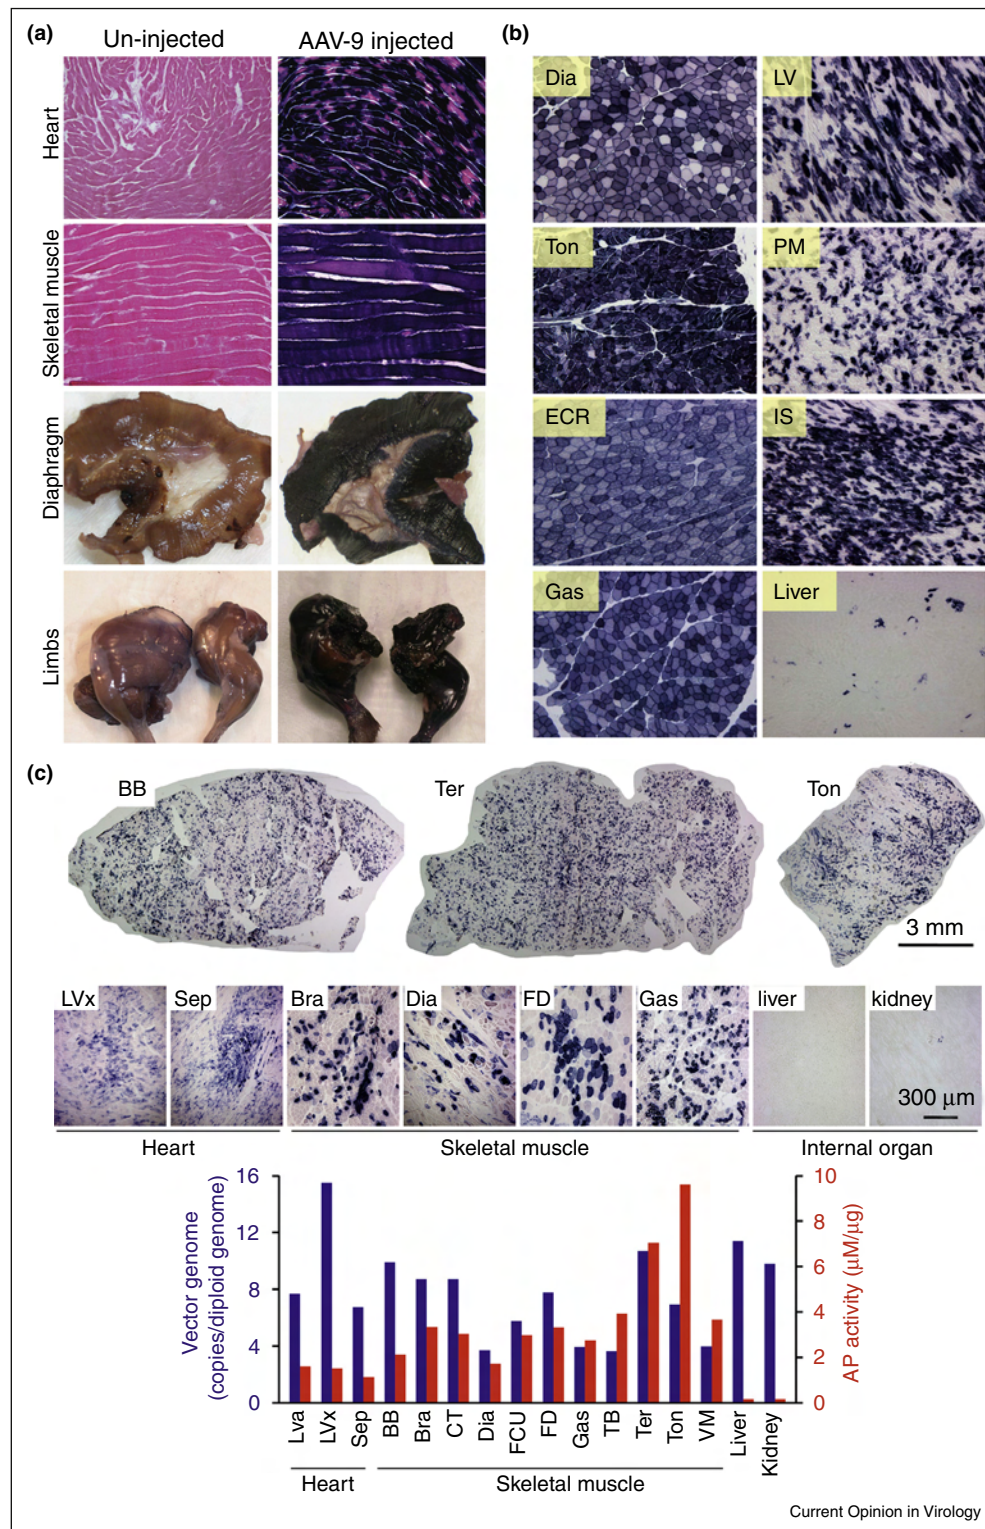 (a)
Un-injected
AAV-9 injected
Heart
Skeletal muscle
Diaphragm
Limbs
(b)
Dia
LV
Ton
PM
ECR
IS
Gas
Liver
(c)
BB
Ter
Ton
3 mm
LVx
Sep
Bra
Dia
FD
Gas
liver
kidney
300 μm
Heart
Skeletal muscle
Internal organ
Vector genome
(copies/diploid genome)
16
12
8
4
0
10
8
6
4
2
0
AP activity (μM/μg)
Lva
LVx
Sep
BB
Bra
CT
Dia
FCU
FD
Gas
TB
Ter
Ton
VM
Liver
Kidney
Heart
Skeletal muscle
Current Opinion in Virology